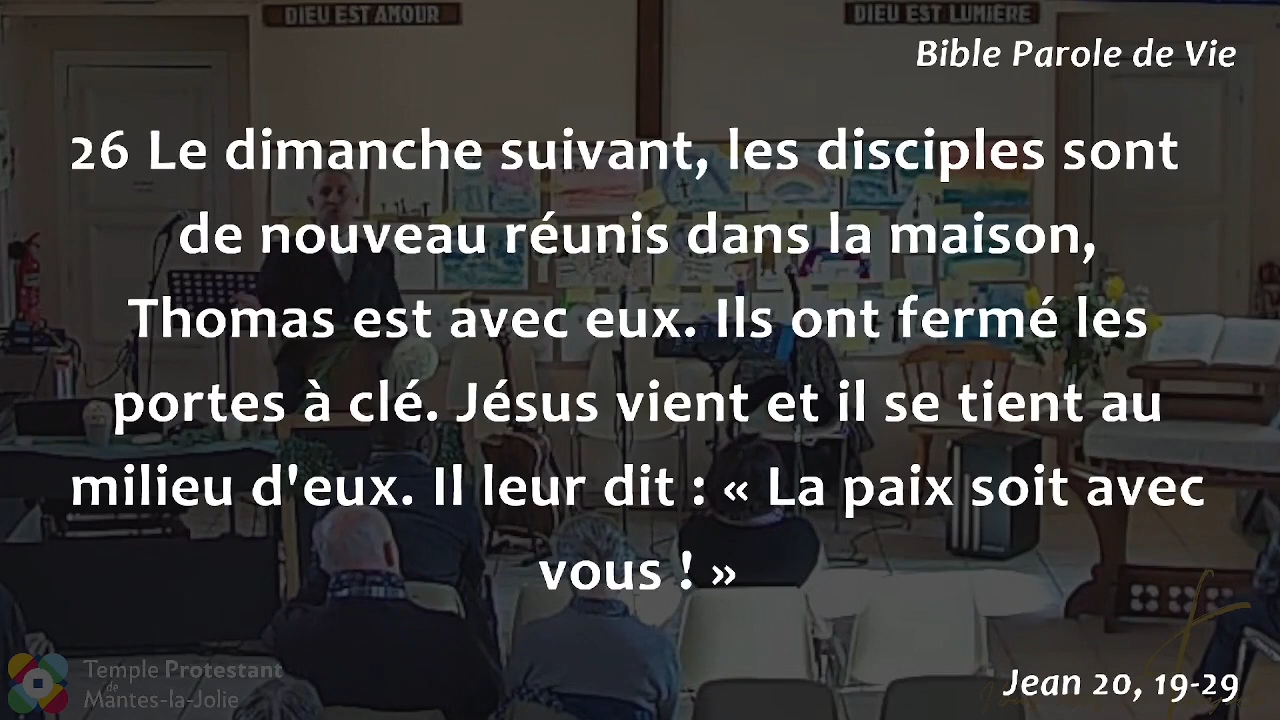 DIEU EST AMOUR
DIEU EST LUMIÈRE
Bible Parole de Vie
26 Le dimanche suivant, les disciples sont
de nouveau réunis dans la maison,
Thomas est avec eux. Ils ont fermé les
portes à clé. Jésus vient et il se tient au
milieu d'eux. Il leur dit : « La paix soit avec
vous ! »
Temple Protestant
de
Mantes-la-Jolie
Jean 20, 19-29